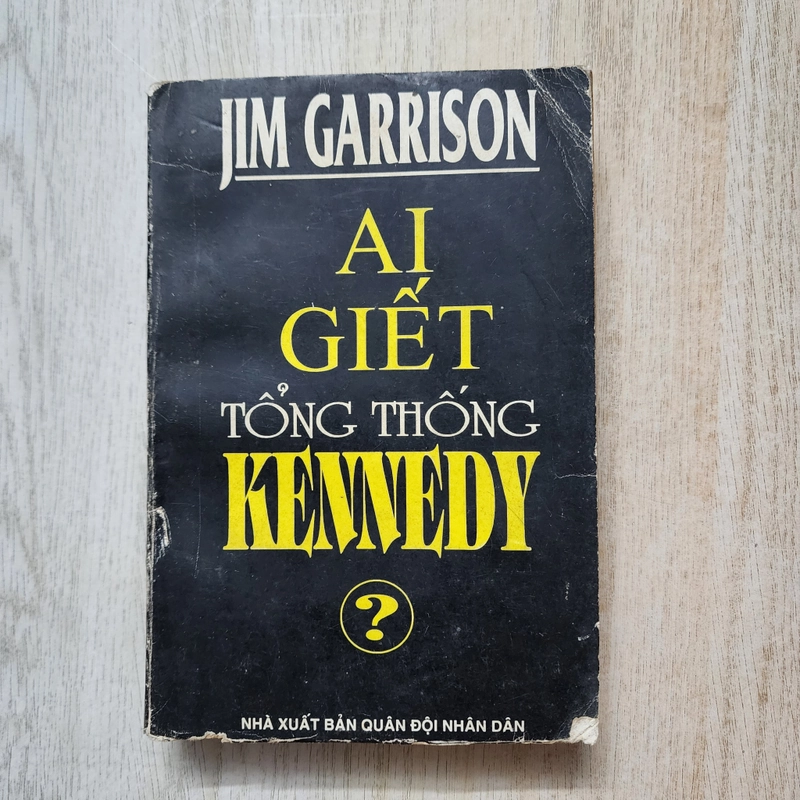 JIM GARRISON
AI
GIẾT
TỔNG THỐNG
KENNEDY
?
NHÀ XUẤT BẢN QUÂN ĐỘI NHÂN DÂN